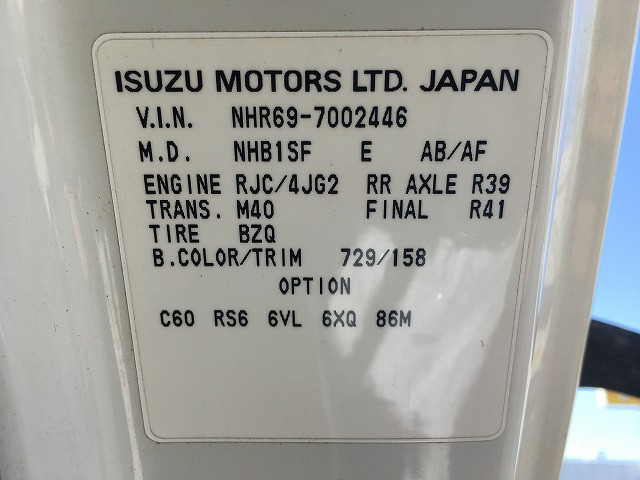 ISUZU MOTORS LTD. JAPAN
V.I.N. NHR69-7002446
M.D. NHB1SF E AB/AF
ENGINE RJC/4JG2 RR AXLE R39
TRANS. M40 FINAL R41
TIRE BZQ
B.COLOR/TRIM 729/158
OPTION
C60 RS6 6VL 6XQ 86M